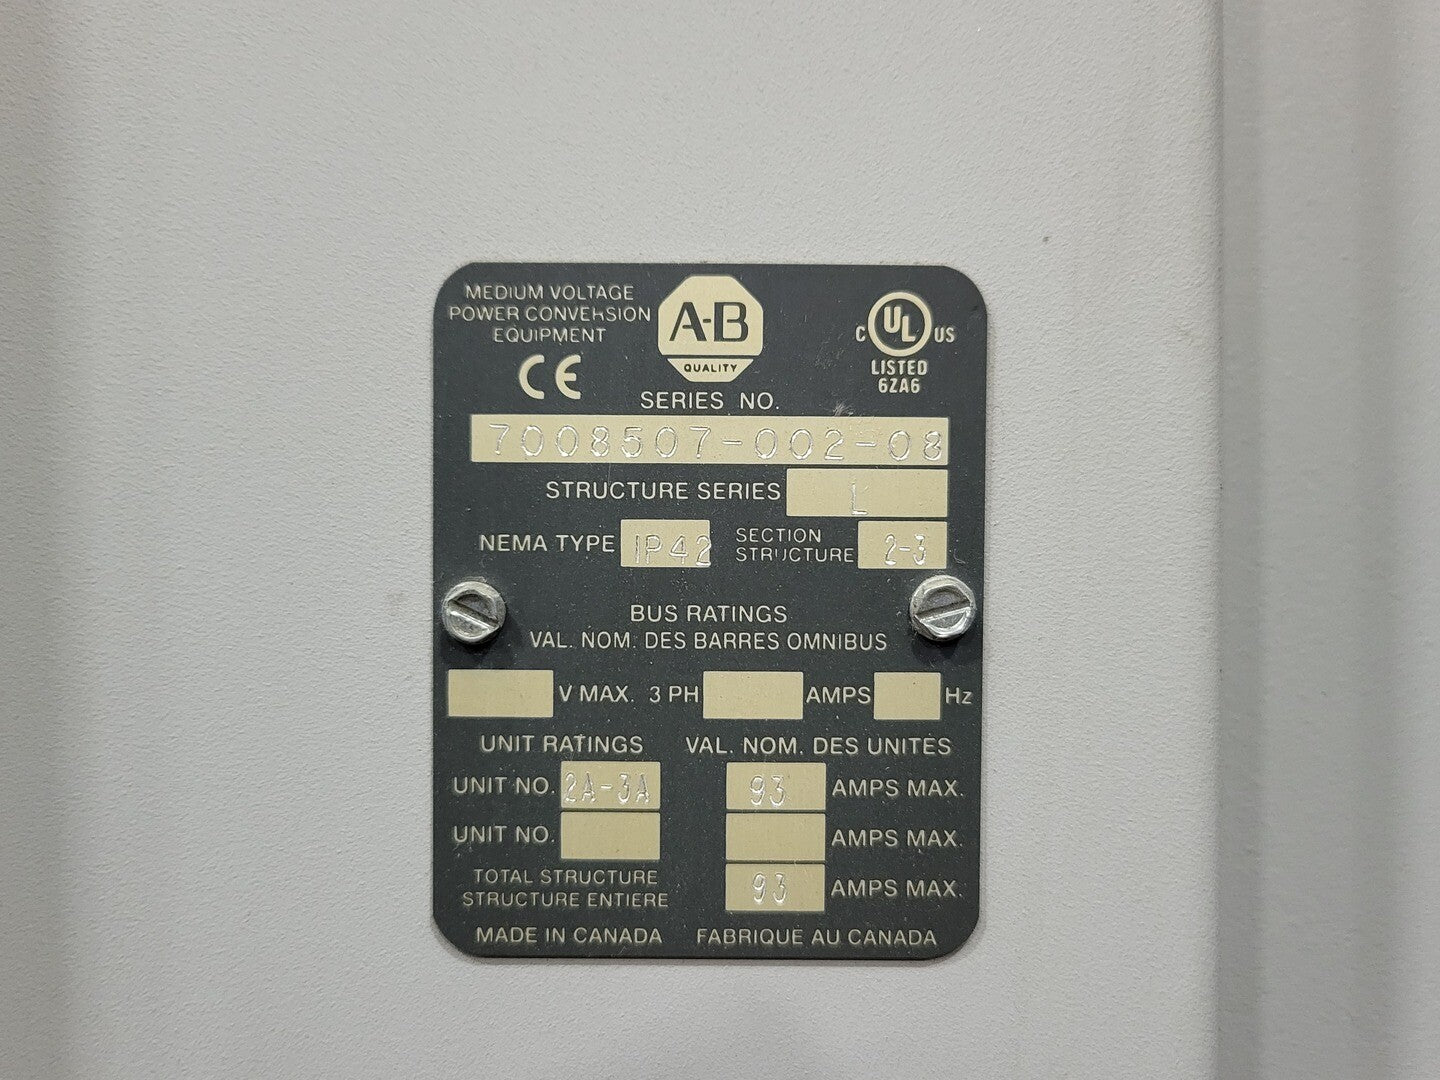 MEDIUM VOLTAGE
POWER CONVERSION
EQUIPMENT
CE
A-B
QUALITY
C UL US
LISTED
6ZA6
SERIES NO.
7008507-002-08
STRUCTURE SERIES L
NEMA TYPE IP42 SECTION STRUCTURE 2-3
BUS RATINGS
VAL. NOM. DES BARRES OMNIBUS
V MAX. 3 PH AMPS Hz
UNIT RATINGS VAL. NOM. DES UNITÉS
UNIT NO. 2A-3A 93 AMPS MAX.
UNIT NO. AMPS MAX.
TOTAL STRUCTURE
STRUCTURE ENTIERE 93 AMPS MAX.
MADE IN CANADA FABRIQUE AU CANADA